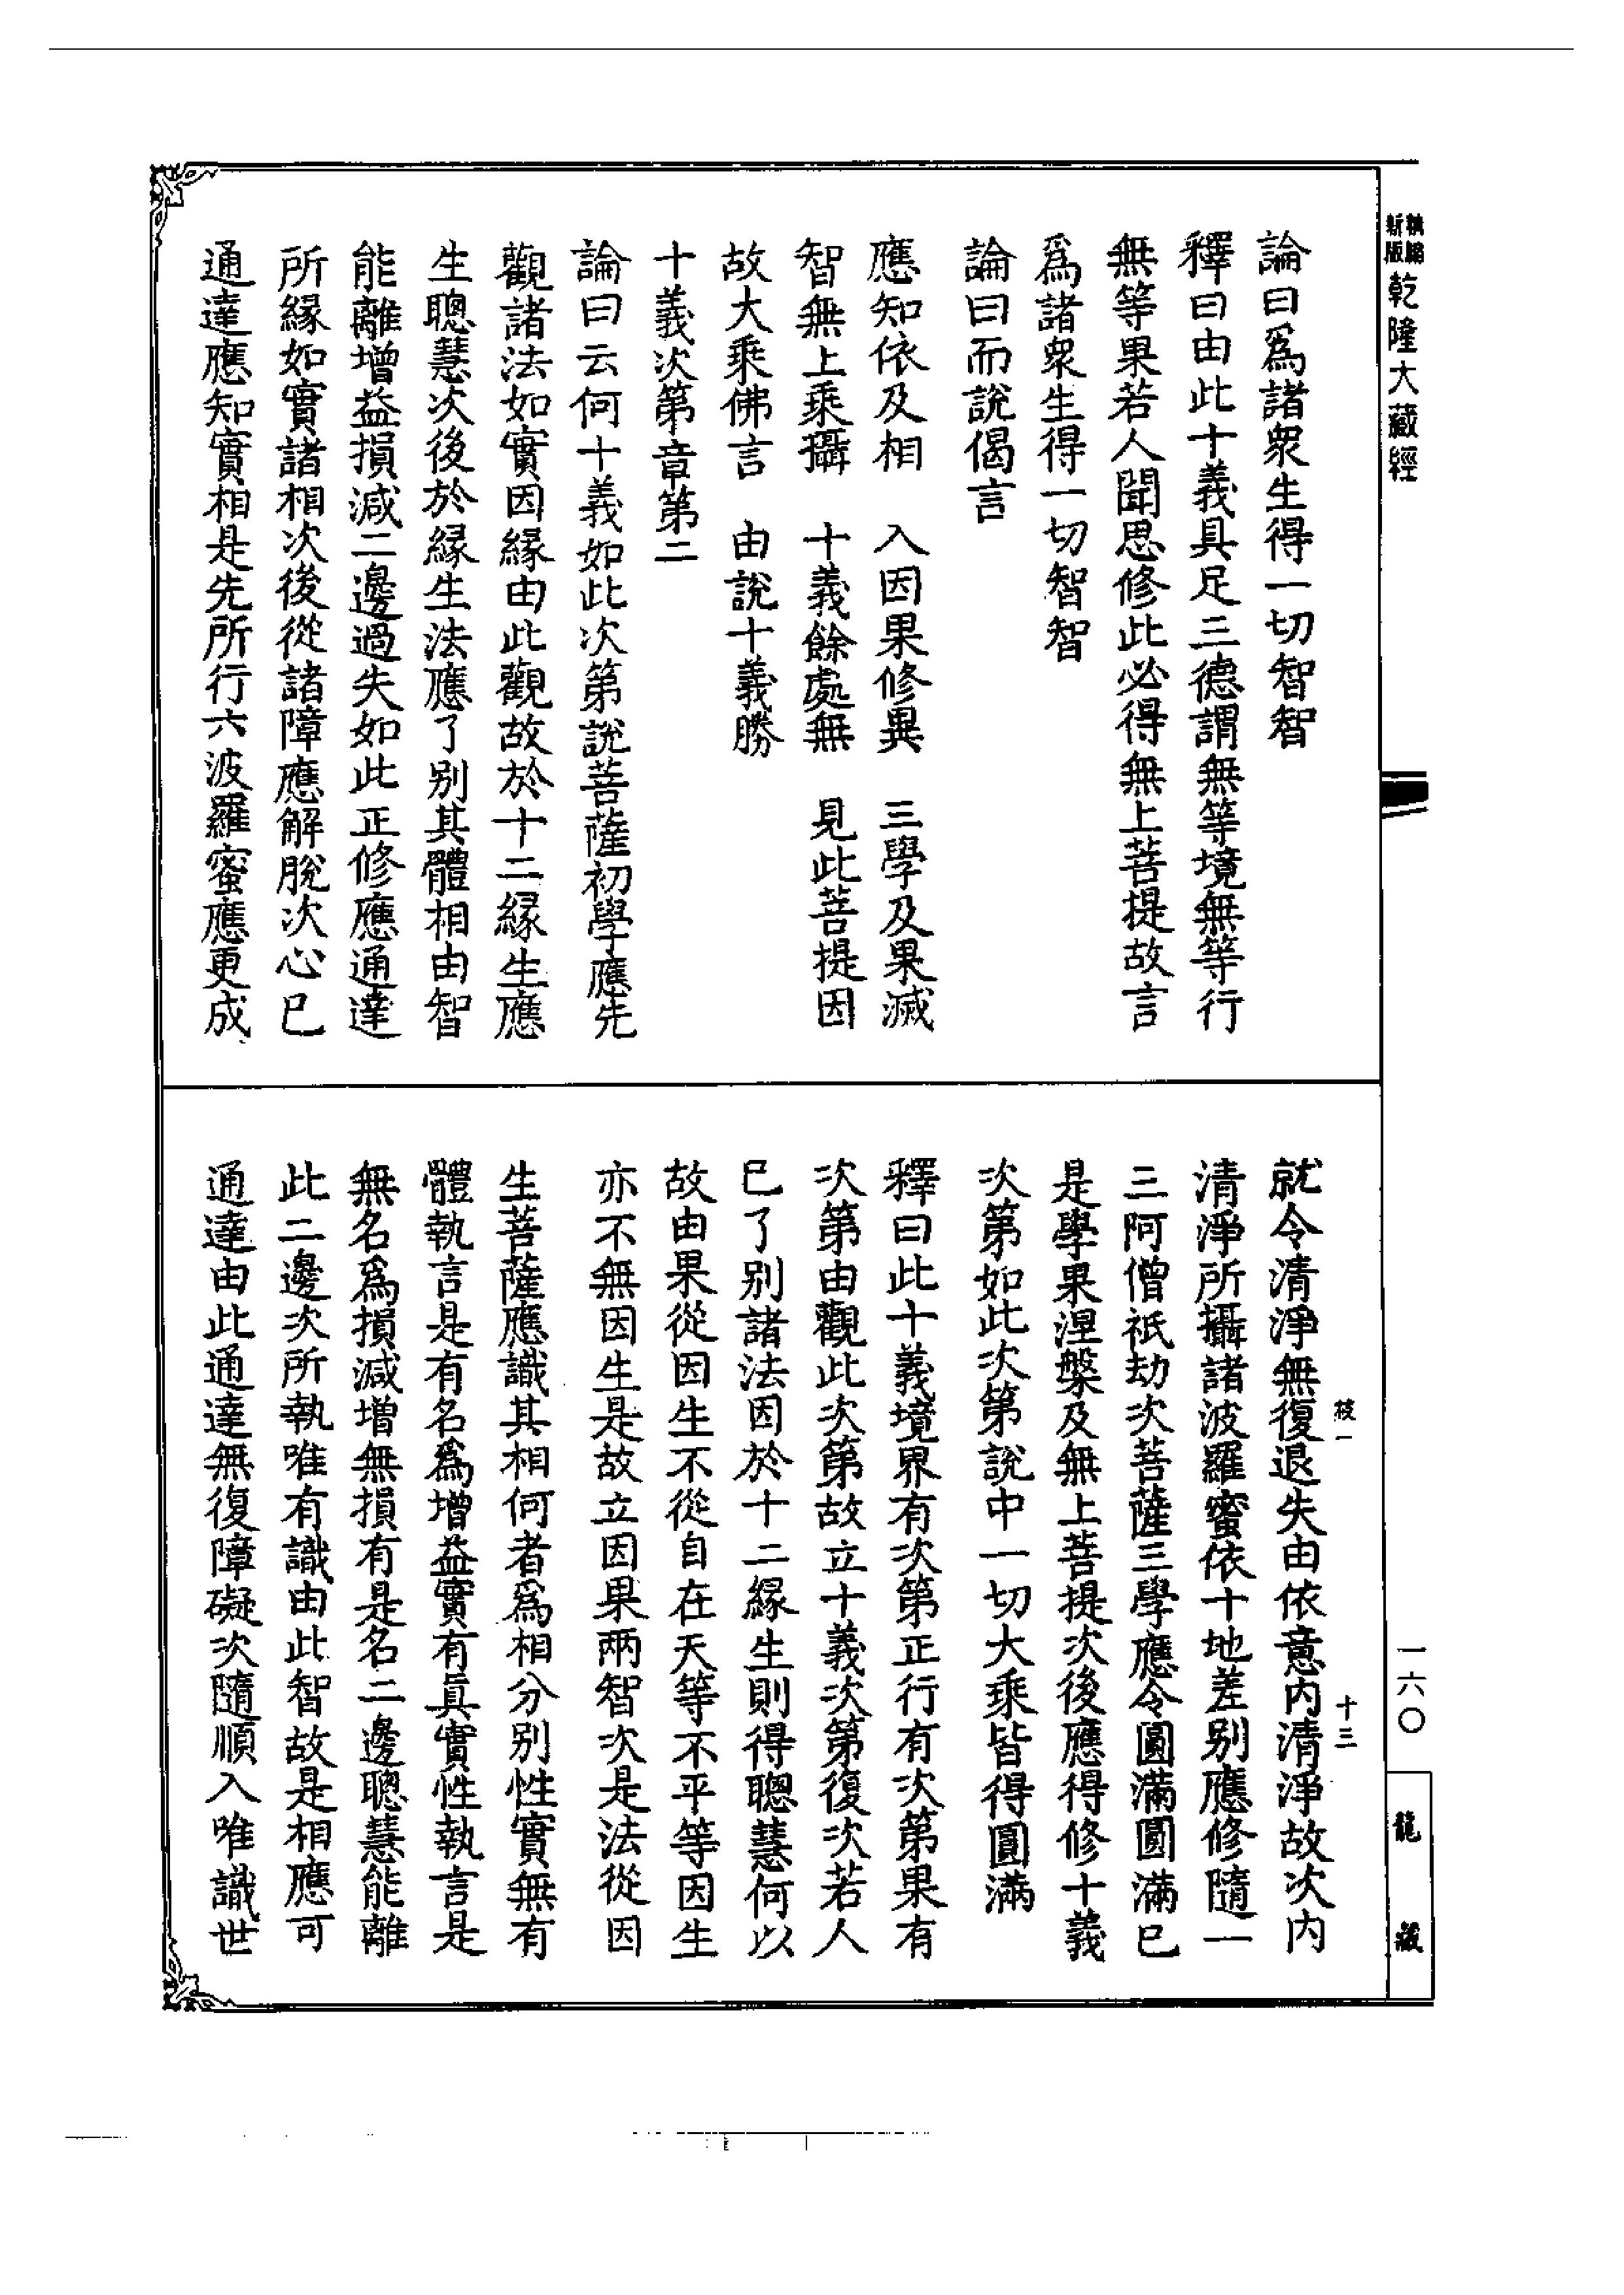 新版
乾隆大藏經
論曰爲諸衆生得一切智智
釋曰由此十義具足三德謂無等境無等行
無等果若人聞思修此必得無上菩提故言
爲諸衆生得一切智智
論曰而說偈言
應知依及相　入因果修異　三學及果滅
智無上乘攝　十義餘處無　見此菩提因
故大乘佛言　由說十義勝
十義次第章第二
論曰云何十義如此次第說菩薩初學應先
觀諸法如實因緣由此觀故於十二緣生應
生聰慧次後於緣生法應了別其體相由智
能離增益損減二邊過失如此正修應通達
所緣如實諸相次後從諸障應解脫次心已
通達應知實相是先所行六波羅蜜應更成
就令清淨無復退失由依意內清淨故次內
清淨所攝諸波羅蜜依十地差別應修隨一
三阿僧祇劫次菩薩三學應令圓滿圓滿已
是學果涅槃及無上菩提次後應得修十義
次第如此次第說中一切大乘皆得圓滿
釋曰此十義境界有次第正行有次第果有
次第由觀此次第故立十義次第復次若人
已了別諸法因於十二緣生則得聰慧何以
故由果從因生不從自在天等不平等因生
亦不無因生是故立因果兩智次是法從因
生菩薩應識其相何者爲相分別性實無有
體執言是有名爲增益實有真實性執言是
無名爲損減增無損有是名二邊聰慧能離
此二邊次所執唯有識由此智故是相應可
通達由此通達無復障礙次隨順入唯識世
十三
一六〇
龍藏